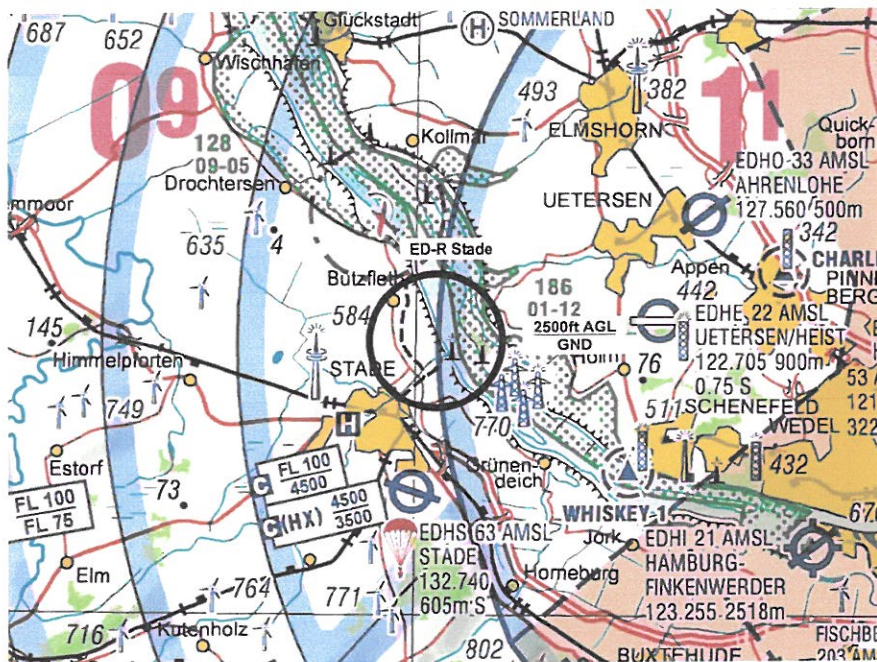 687
652
Glückstadt
H SOMMERLAND
Wischhafen
09
11
493
382
ELMSHORN
Kollmar
Quick-
born
128
09-05
Drochtersen
EDHO 33 AMSL
AHRENLOHE
127.560 500m
342
UETERSEN
635
4
ED-R Stade
CHARLI
PINNE
BERG
Appen
442
Bützfleth
584
186
01-12
2500ft AGL
GND
Holm
76
EDHE 22 AMSL
UETERSEN/HEIST
122.705 900m
0.75 S
145
Himmelpforten
STADE
53
121
322
749
770
511
SCHENEFELD
WEDEL
432
H
Estorf
73
FL 100
FL 75
C
FL 100
4500
C (HX)
4500
3500
Grünen-
deich
WHISKEY 1
Jork
EDHS 63 AMSL
STADE
132.740
605m S
EDHI 21 AMSL
HAMBURG-
FINKENWERDER
123.255 2518m
Elm
764
771
Horneburg
716
Kutenholz
802
BUXTEHUDE
FISCHBE
203 AM